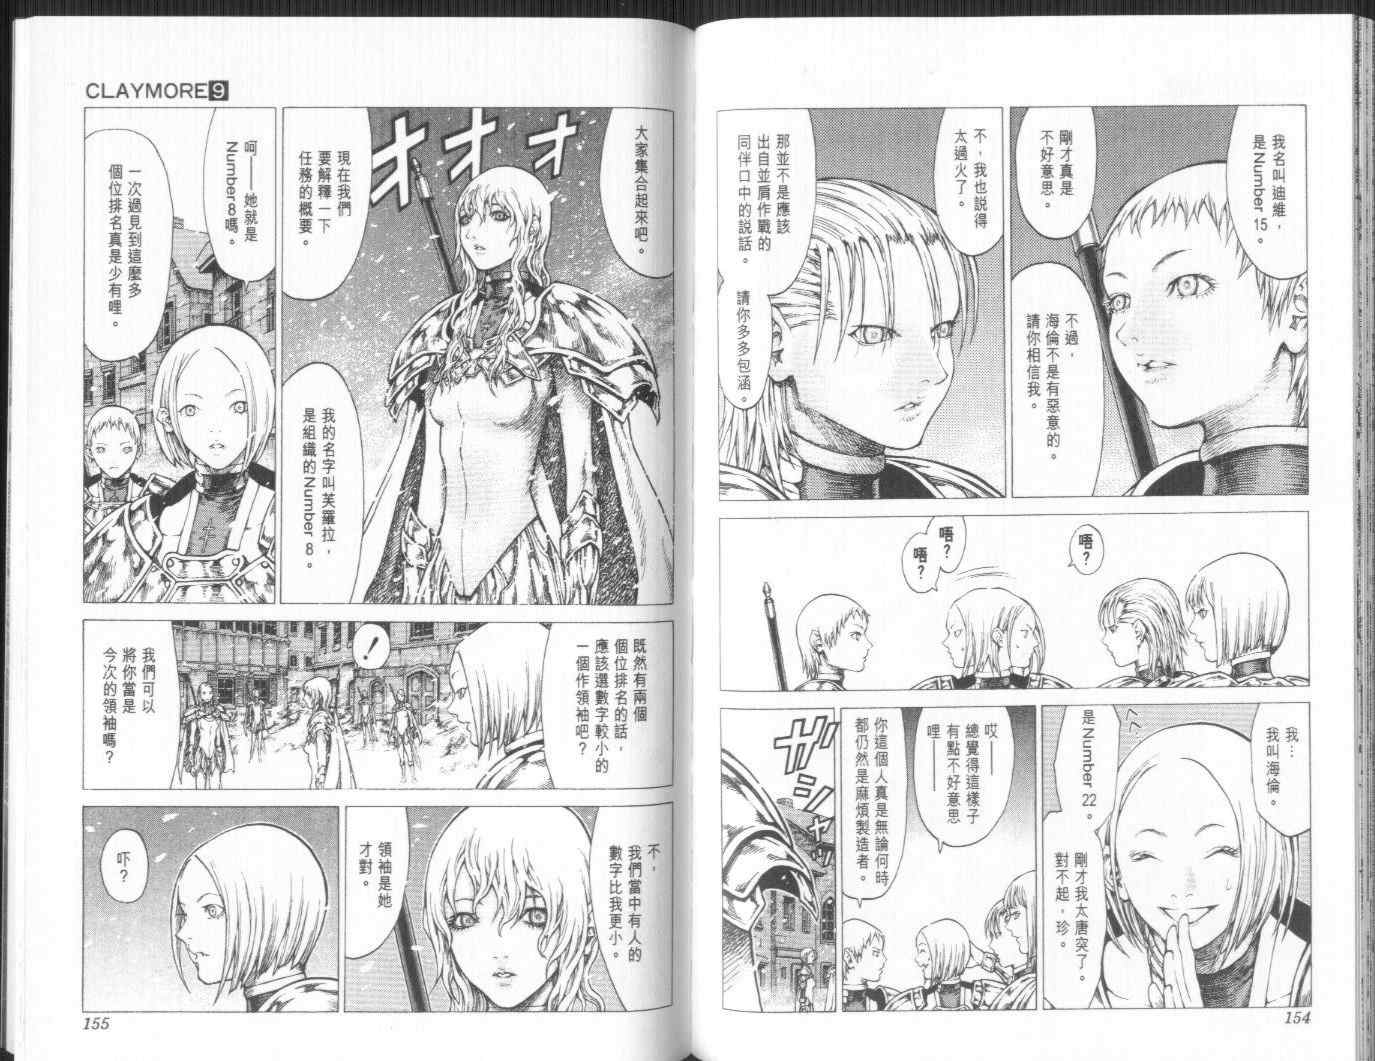 CLAYMORE 9
我名叫迪維，
是Number 15。
剛才真是
不好意思。
不過，
海倫不是有惡意的。
請你相信我。
不，我也說得
太過火了。
那並不是應該
出自並肩作戰的
同伴口中的說話。
請你多多包涵。
唔？
唔？
唔？
我…
我叫海倫。
是Number 22。
剛才我太唐突了。
對不起，珍。
哎——
總覺得這樣子
有點不好意思
哩——
你這個人真是無論何時
都仍然是麻煩製造者。
ザシャッ
154
大家集合起來吧。
オオオ
現在我們
要解釋一下
任務的概要。
我的名字叫芙羅拉，
是組織的Number 8。
呵——她就是
Number 8嗎。
一次過見到這麼多
個位排名真是少有哩。
既然有兩個
個位排名的話，
應該選數字較小的
一個作領袖吧？
！
我們可以
將你當是
今次的領袖嗎？
不，
我們當中有人的
數字比我更小。
領袖是她
才對。
吓？
155